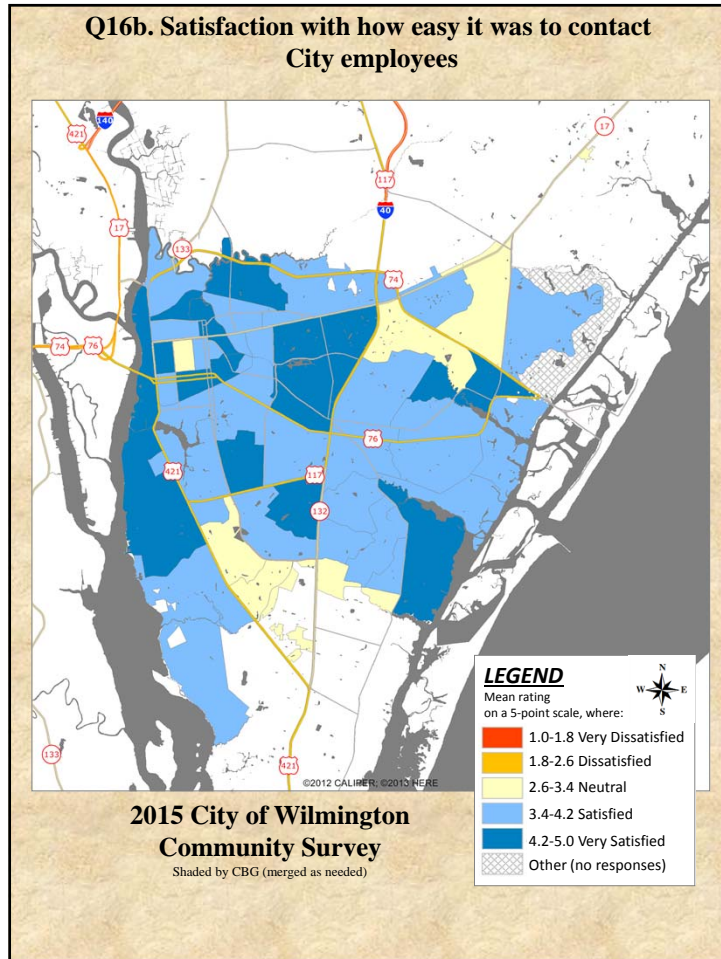 Q16b. Satisfaction with how easy it was to contact
City employees
140
421
17
117
40
17
133
74
74
76
76
421
117
132
133
421
©2012 CALIPER; ©2013 HERE
LEGEND
Mean rating
on a 5-point scale, where:
N
W
E
S
1.0-1.8 Very Dissatisfied
1.8-2.6 Dissatisfied
2.6-3.4 Neutral
3.4-4.2 Satisfied
4.2-5.0 Very Satisfied
Other (no responses)
2015 City of Wilmington
Community Survey
Shaded by CBG (merged as needed)